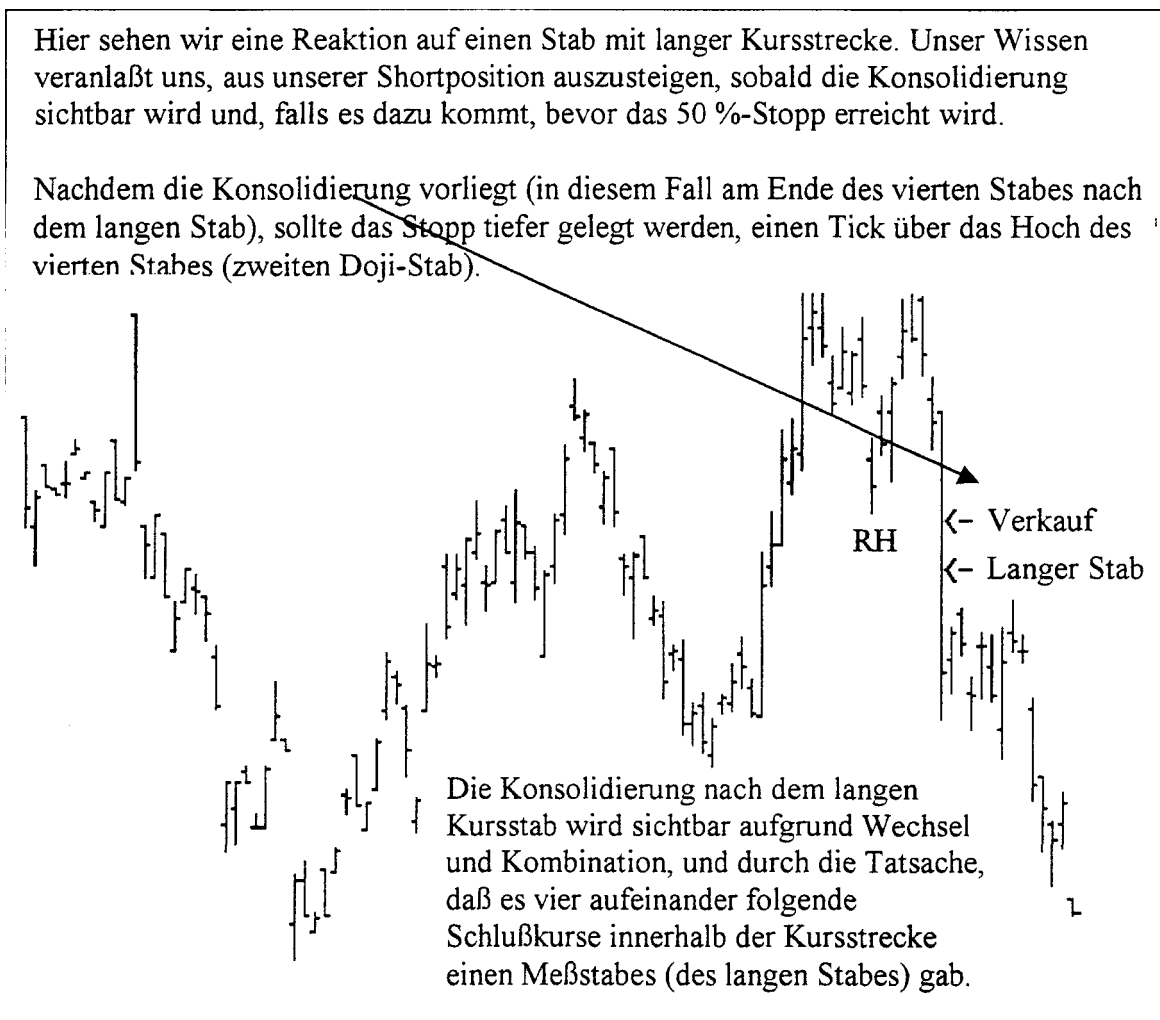 Hier sehen wir eine Reaktion auf einen Stab mit langer Kursstrecke. Unser Wissen
veranlaßt uns, aus unserer Shortposition auszusteigen, sobald die Konsolidierung
sichtbar wird und, falls es dazu kommt, bevor das 50 %-Stopp erreicht wird.
Nachdem die Konsolidierung vorliegt (in diesem Fall am Ende des vierten Stabes nach
dem langen Stab), sollte das Stopp tiefer gelegt werden, einen Tick über das Hoch des
vierten Stabes (zweiten Doji-Stab).
RH
Verkauf
Langer Stab
Die Konsolidierung nach dem langen
Kursstab wird sichtbar aufgrund Wechsel
und Kombination, und durch die Tatsache,
daß es vier aufeinander folgende
Schlußkurse innerhalb der Kursstrecke
einen Meßstabes (des langen Stabes) gab.